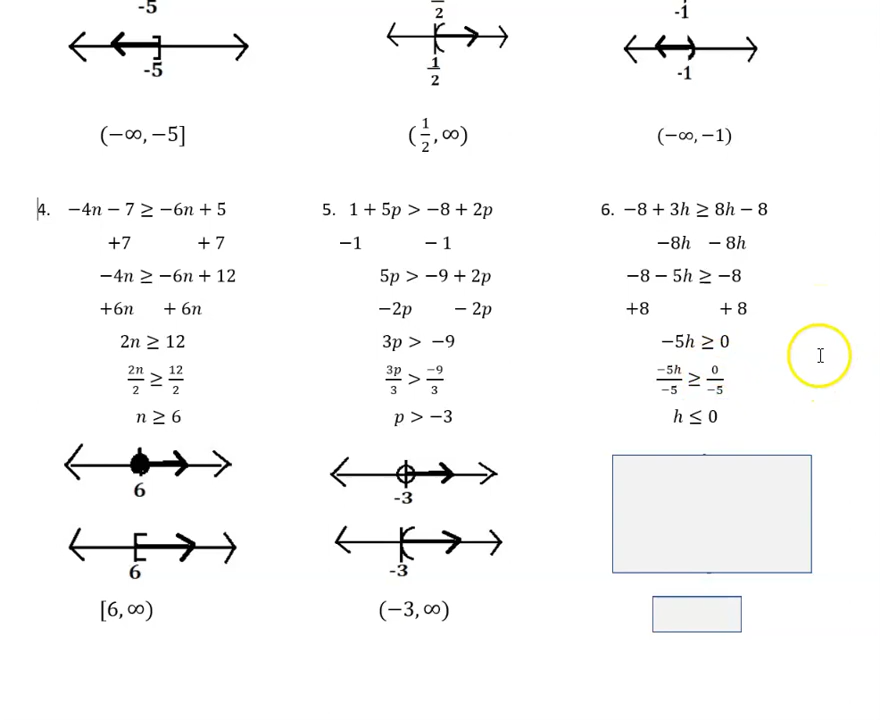 -5 2 -1
-5 1/2 -1
(−∞, −5] (1/2, ∞) (−∞, −1)
4. −4n − 7 ≥ −6n + 5 5. 1 + 5p > −8 + 2p 6. −8 + 3h ≥ 8h − 8
+7 + 7 −1 − 1 −8h − 8h
−4n ≥ −6n + 12 5p > −9 + 2p −8 − 5h ≥ −8
+6n + 6n −2p − 2p +8 + 8
2n ≥ 12 3p > −9 −5h ≥ 0
2n/2 ≥ 12/2 3p/3 > −9/3 −5h/−5 ≥ 0/−5
n ≥ 6 p > −3 h ≤ 0
6 -3
6 -3
[6, ∞) (−3, ∞)